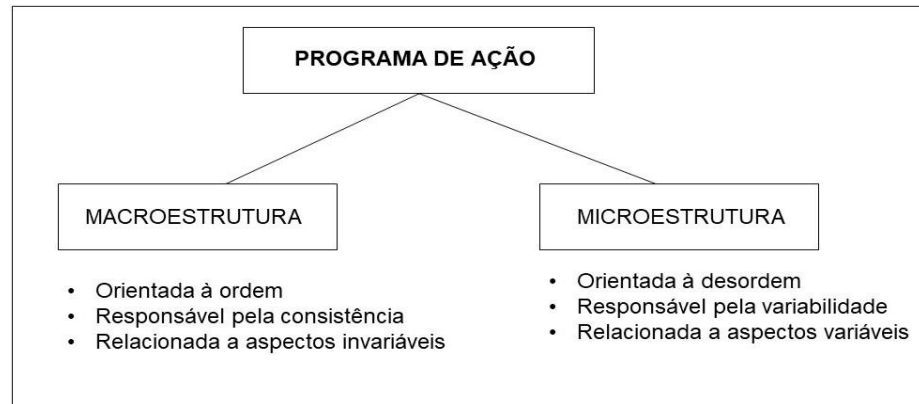 PROGRAMA DE AÇÃO
MACROESTRUTURA
• Orientada à ordem
• Responsável pela consistência
• Relacionada a aspectos invariáveis
MICROESTRUTURA
• Orientada à desordem
• Responsável pela variabilidade
• Relacionada a aspectos variáveis